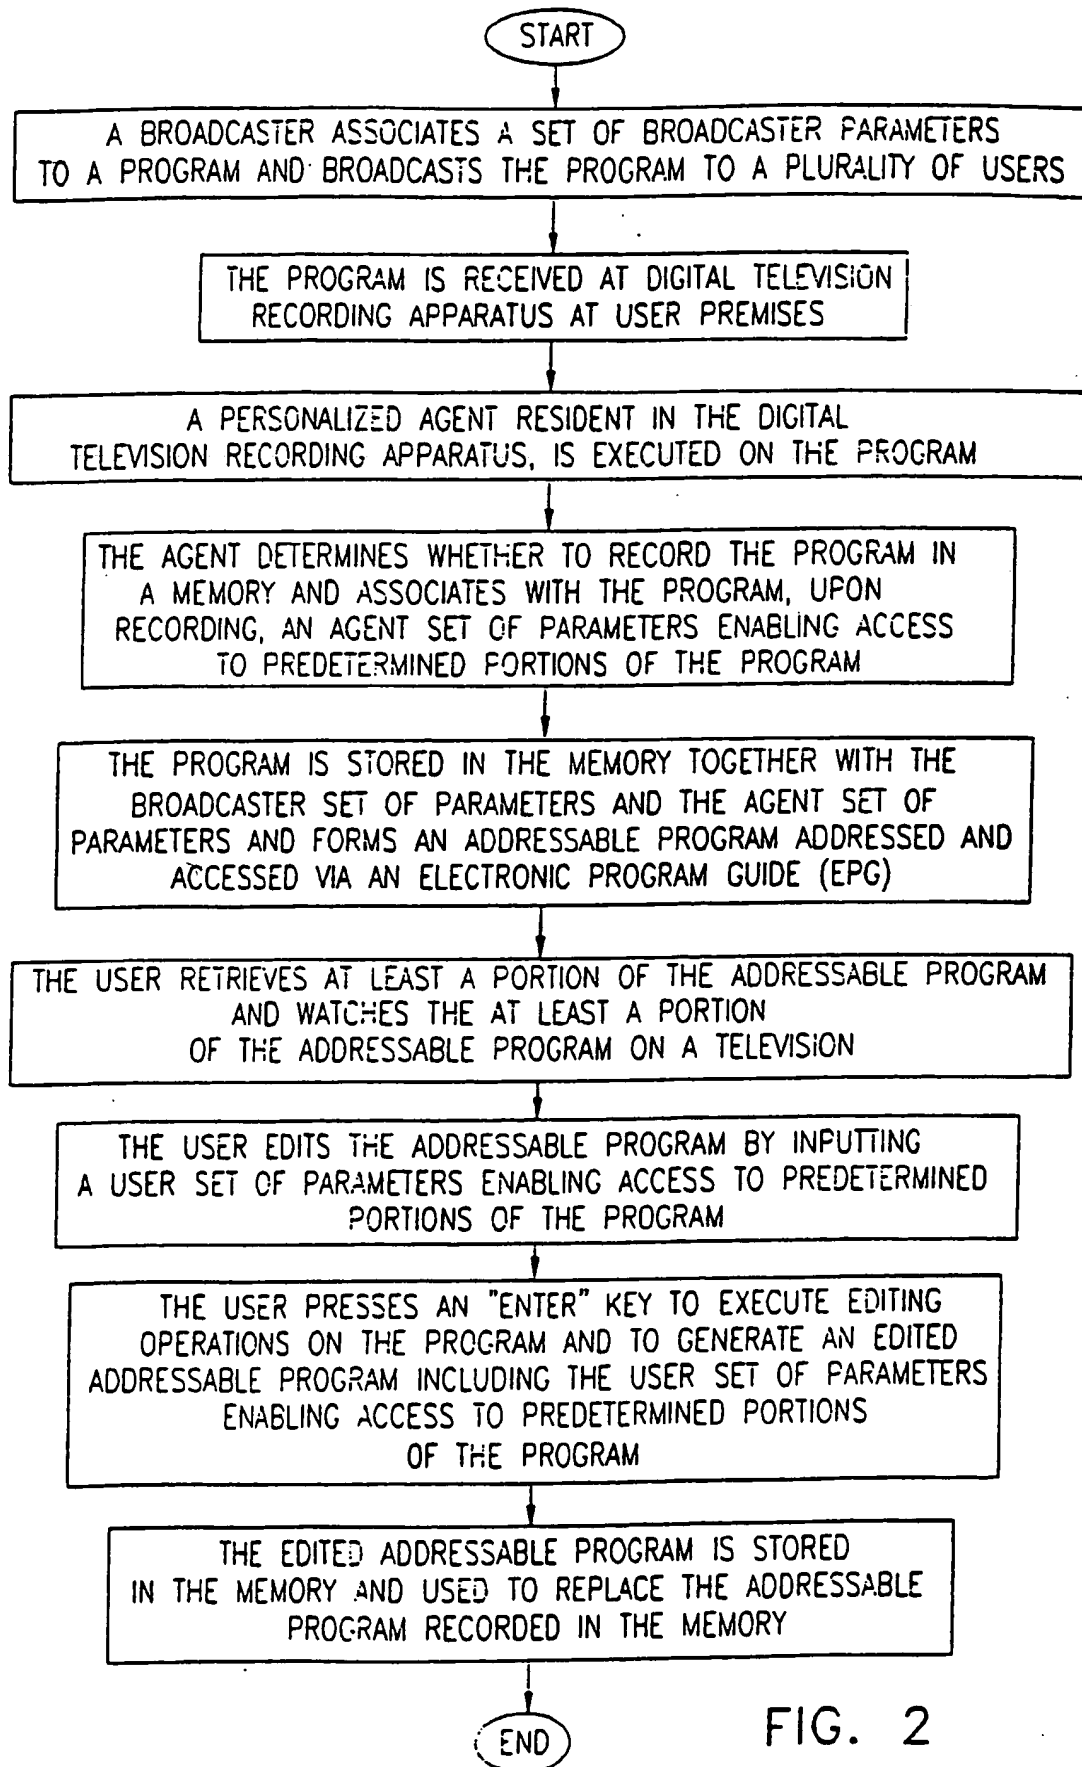 START
A BROADCASTER ASSOCIATES A SET OF BROADCASTER PARAMETERS
TO A PROGRAM AND BROADCASTS THE PROGRAM TO A PLURALITY OF USERS
THE PROGRAM IS RECEIVED AT DIGITAL TELEVISION
RECORDING APPARATUS AT USER PREMISES
A PERSONALIZED AGENT RESIDENT IN THE DIGITAL
TELEVISION RECORDING APPARATUS, IS EXECUTED ON THE PROGRAM
THE AGENT DETERMINES WHETHER TO RECORD THE PROGRAM IN
A MEMORY AND ASSOCIATES WITH THE PROGRAM, UPON
RECORDING, AN AGENT SET OF PARAMETERS ENABLING ACCESS
TO PREDETERMINED PORTIONS OF THE PROGRAM
THE PROGRAM IS STORED IN THE MEMORY TOGETHER WITH THE
BROADCASTER SET OF PARAMETERS AND THE AGENT SET OF
PARAMETERS AND FORMS AN ADDRESSABLE PROGRAM ADDRESSED AND
ACCESSED VIA AN ELECTRONIC PROGRAM GUIDE (EPG)
THE USER RETRIEVES AT LEAST A PORTION OF THE ADDRESSABLE PROGRAM
AND WATCHES THE AT LEAST A PORTION
OF THE ADDRESSABLE PROGRAM ON A TELEVISION
THE USER EDITS THE ADDRESSABLE PROGRAM BY INPUTTING
A USER SET OF PARAMETERS ENABLING ACCESS TO PREDETERMINED
PORTIONS OF THE PROGRAM
THE USER PRESSES AN "ENTER" KEY TO EXECUTE EDITING
OPERATIONS ON THE PROGRAM AND TO GENERATE AN EDITED
ADDRESSABLE PROGRAM INCLUDING THE USER SET OF PARAMETERS
ENABLING ACCESS TO PREDETERMINED PORTIONS
OF THE PROGRAM
THE EDITED ADDRESSABLE PROGRAM IS STORED
IN THE MEMORY AND USED TO REPLACE THE ADDRESSABLE
PROGRAM RECORDED IN THE MEMORY
END
FIG. 2